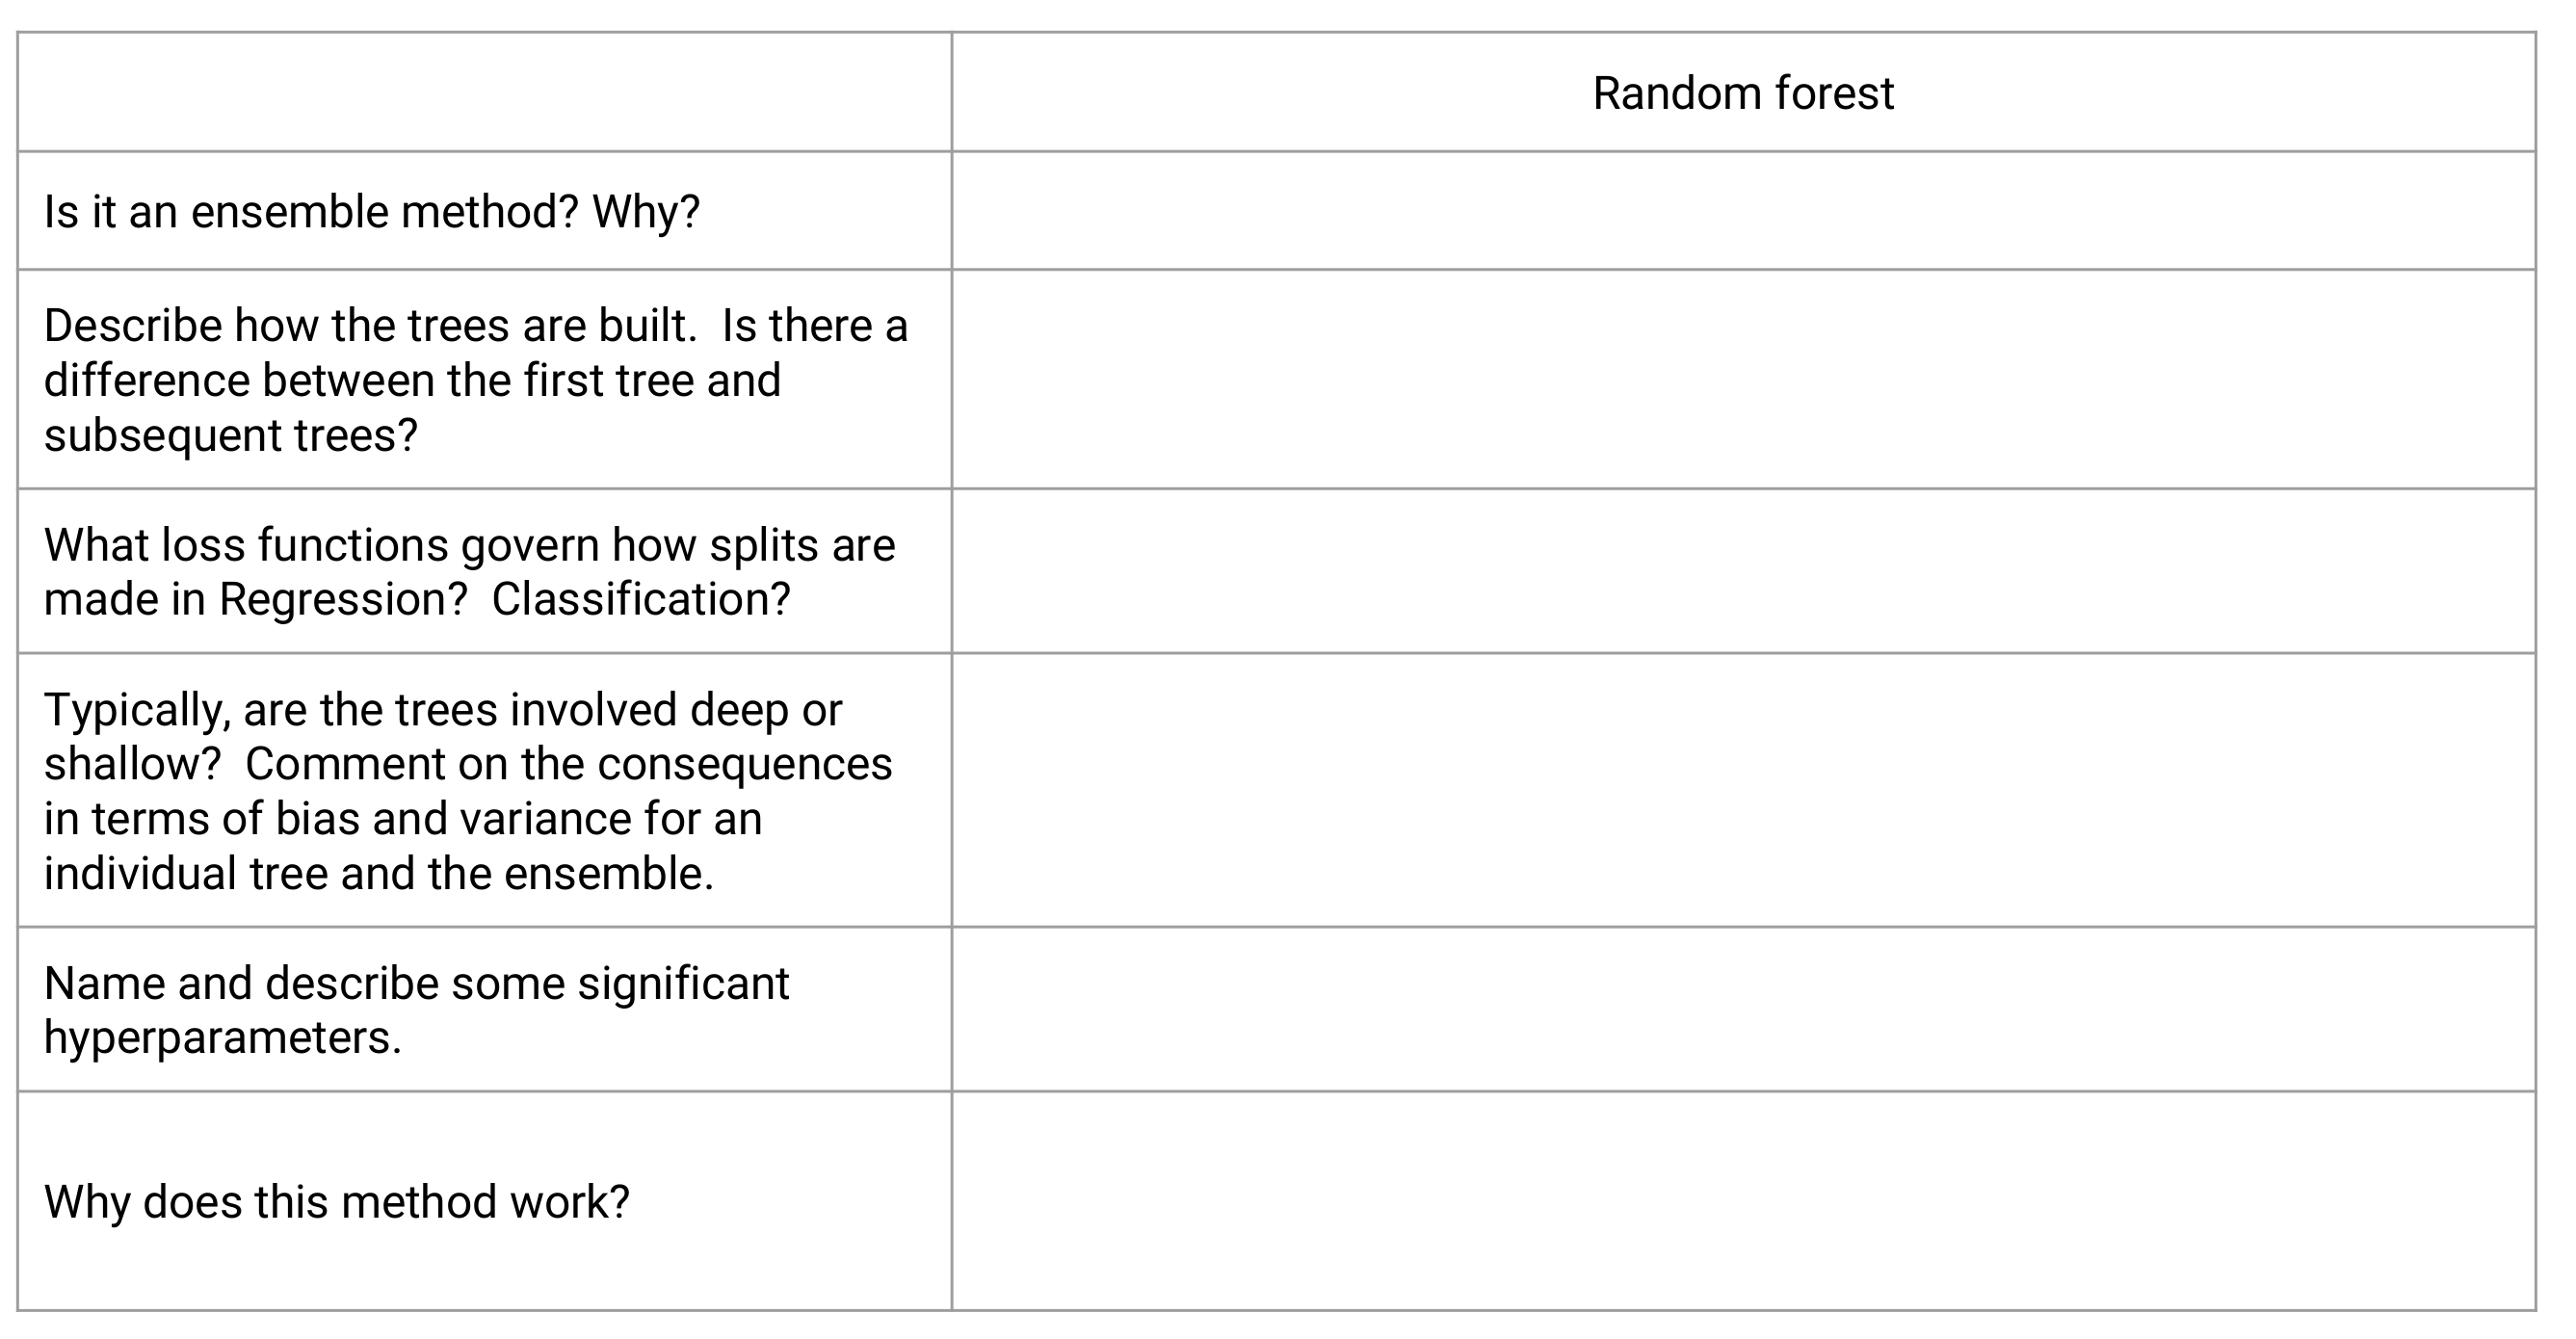 Random forest
Is it an ensemble method? Why?
Describe how the trees are built.  Is there a
difference between the first tree and
subsequent trees?
What loss functions govern how splits are
made in Regression?  Classification?
Typically, are the trees involved deep or
shallow?  Comment on the consequences
in terms of bias and variance for an
individual tree and the ensemble.
Name and describe some significant
hyperparameters.
Why does this method work?